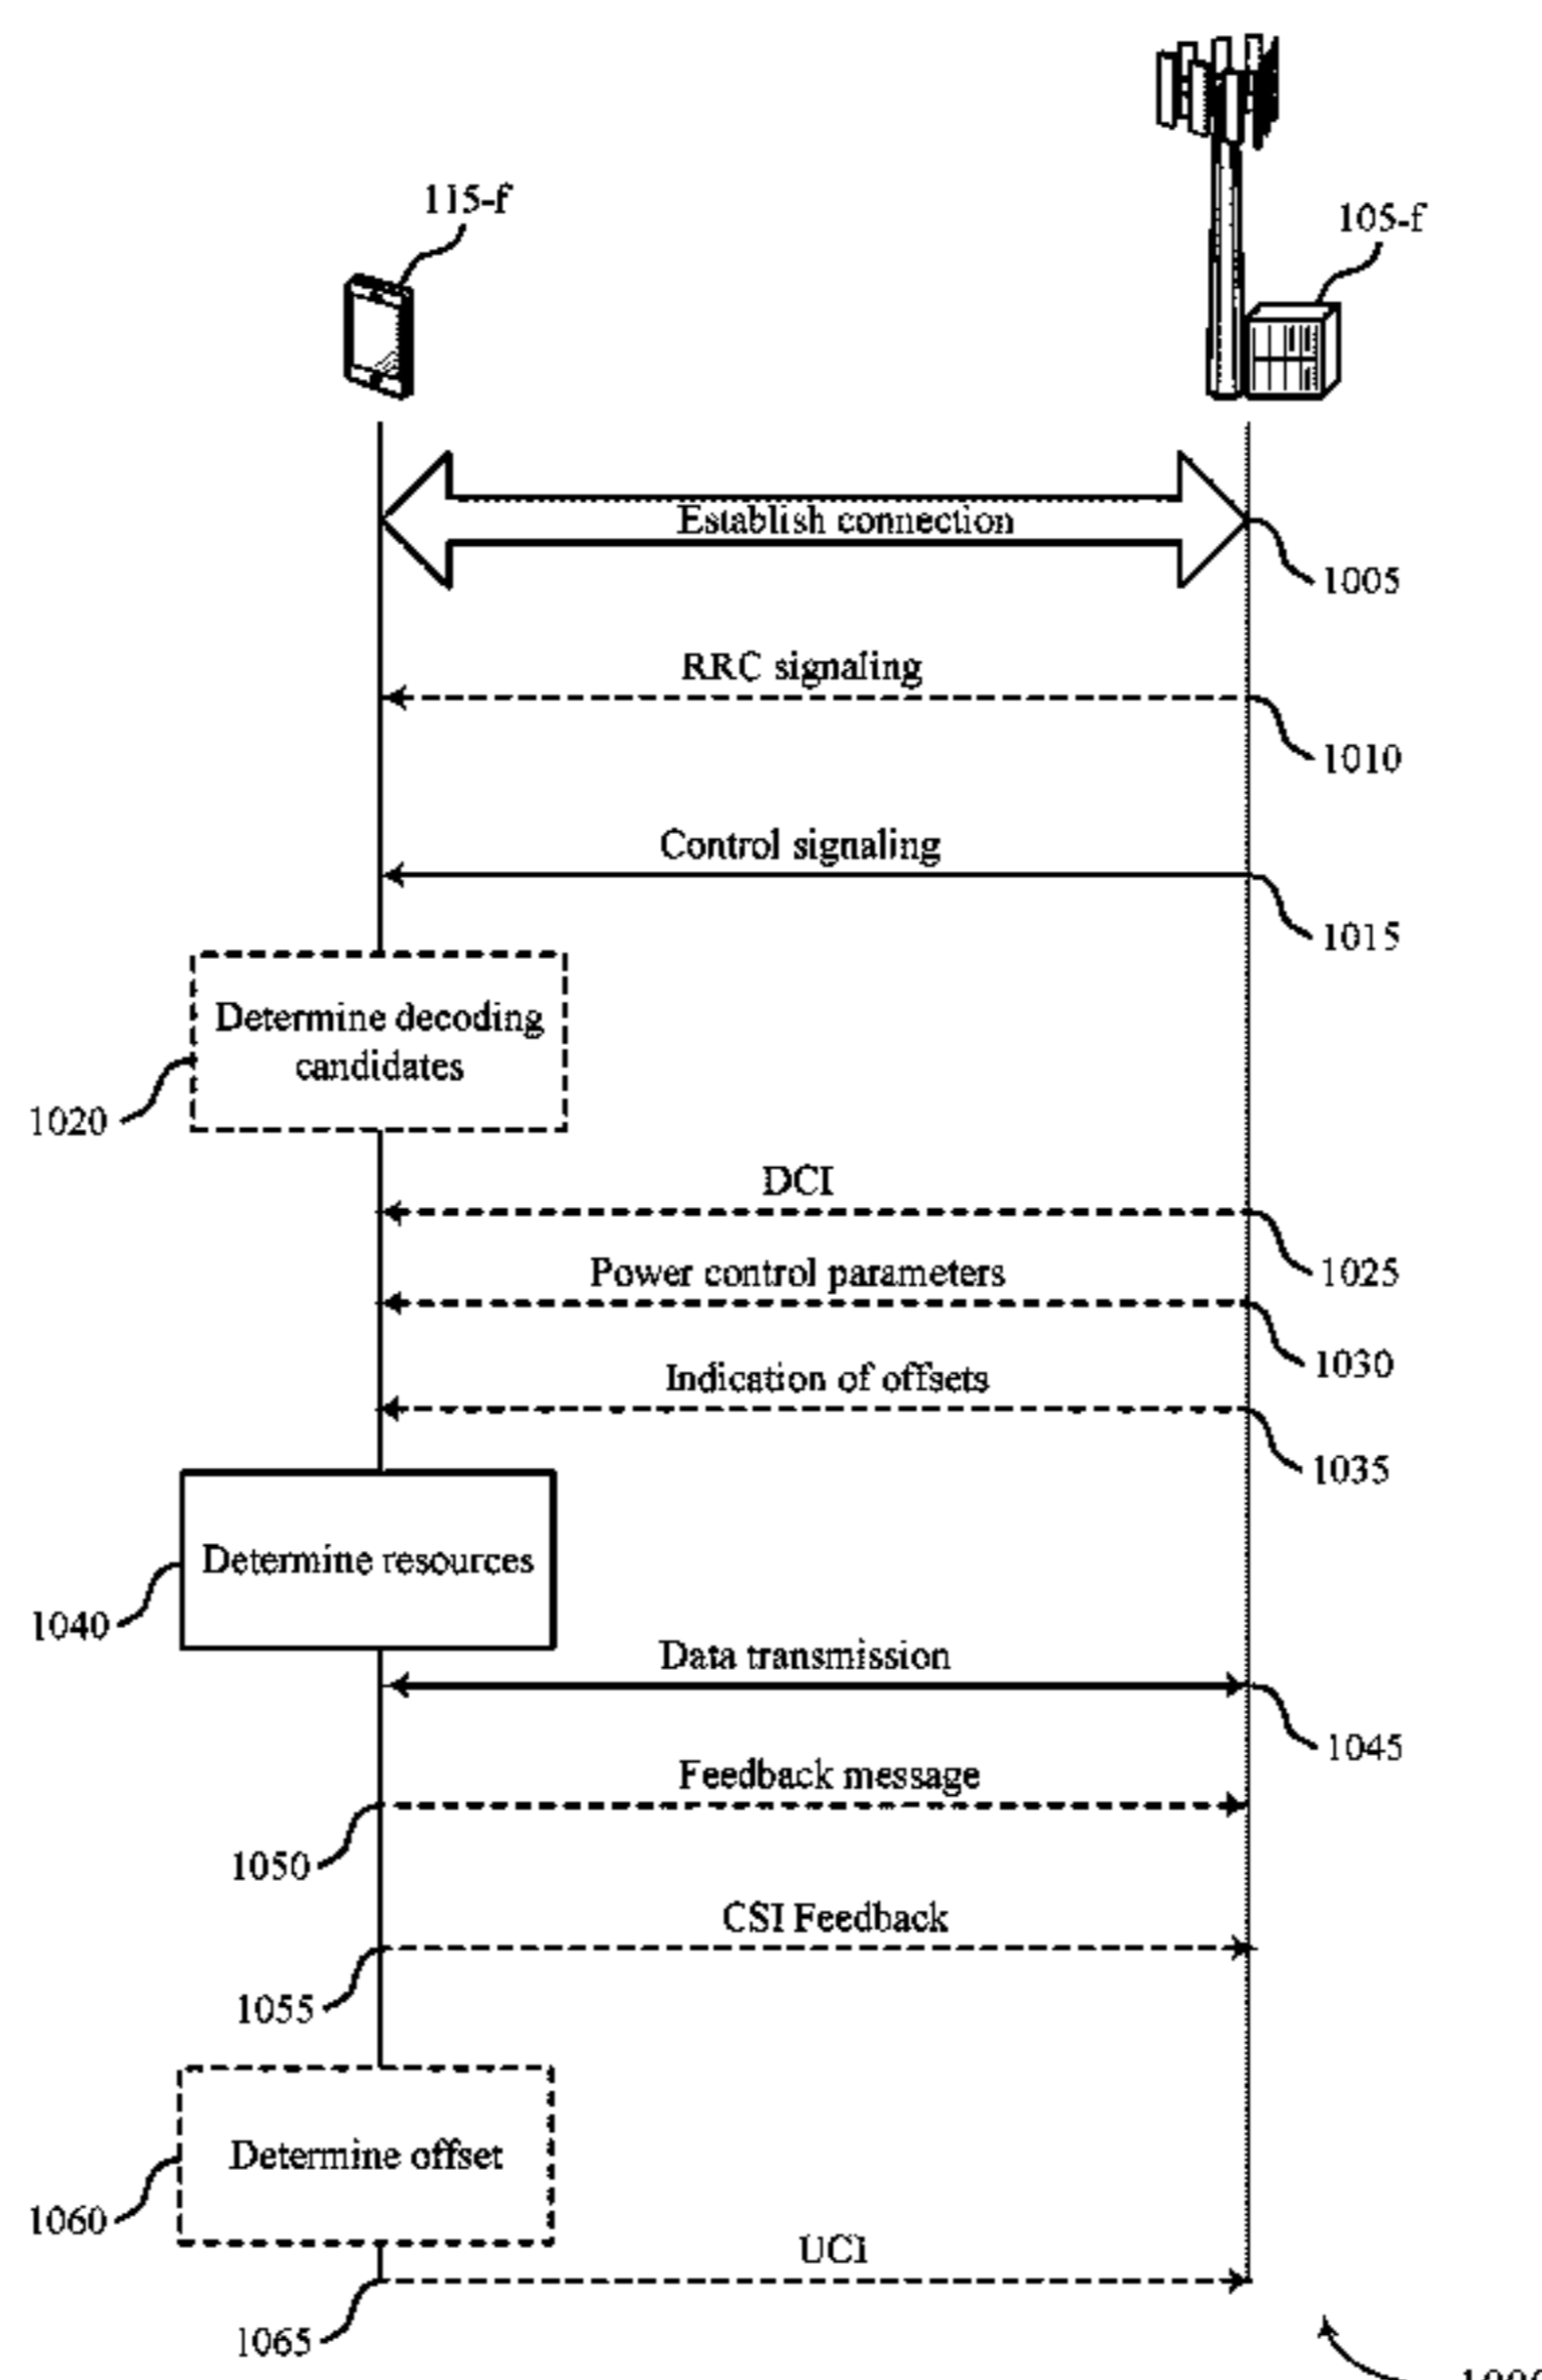 115-f
105-f
Establish connection
1005
RRC signaling
1010
Control signaling
1015
Determine decoding
candidates
1020
DCI
1025
Power control parameters
1030
Indication of offsets
1035
Determine resources
1040
Data transmission
1045
Feedback message
1050
CSI Feedback
1055
Determine offset
1060
UCI
1065